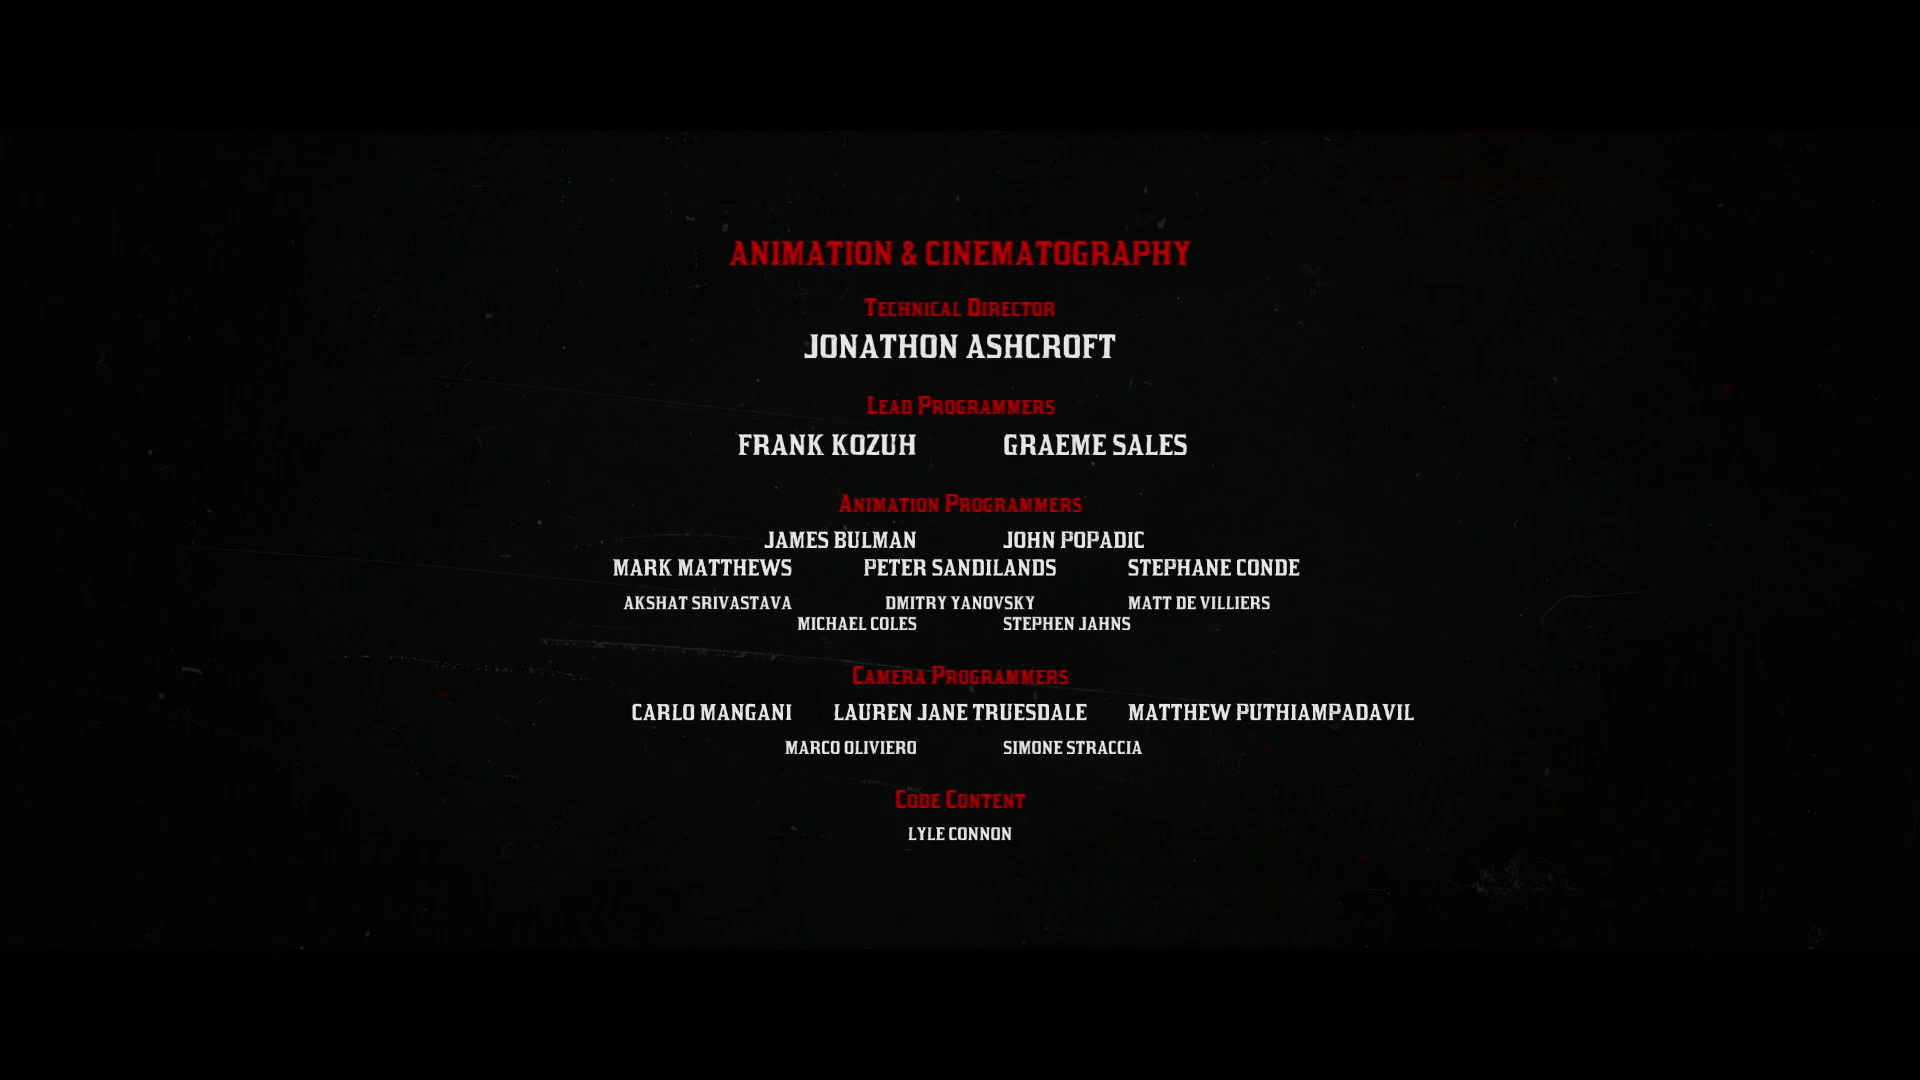 ANIMATION & CINEMATOGRAPHY
Technical Director
JONATHON ASHCROFT
Lead Programmers
FRANK KOZUH GRAEME SALES
Animation Programmers
JAMES BULMAN JOHN POPADIC
MARK MATTHEWS PETER SANDILANDS STEPHANE CONDE
AKSHAT SRIVASTAVA DMITRY YANOVSKY MATT DE VILLIERS
MICHAEL COLES STEPHEN JAHNS
Camera Programmers
CARLO MANGANI LAUREN JANE TRUESDALE MATTHEW PUTHIAMPADAVIL
MARCO OLIVIERO SIMONE STRACCIA
Code Content
LYLE CONNON